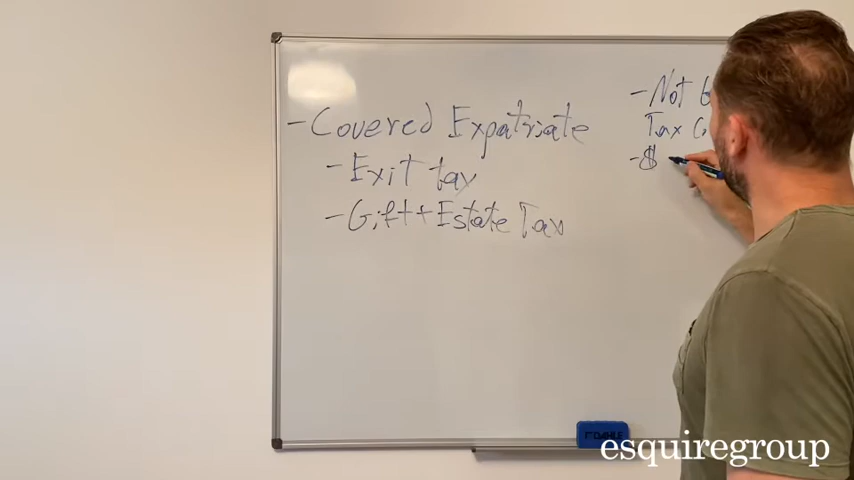 - Covered Expatriate
- Exit tax
- Gift + Estate Tax
- Not
Tax
- $
esquiregroup